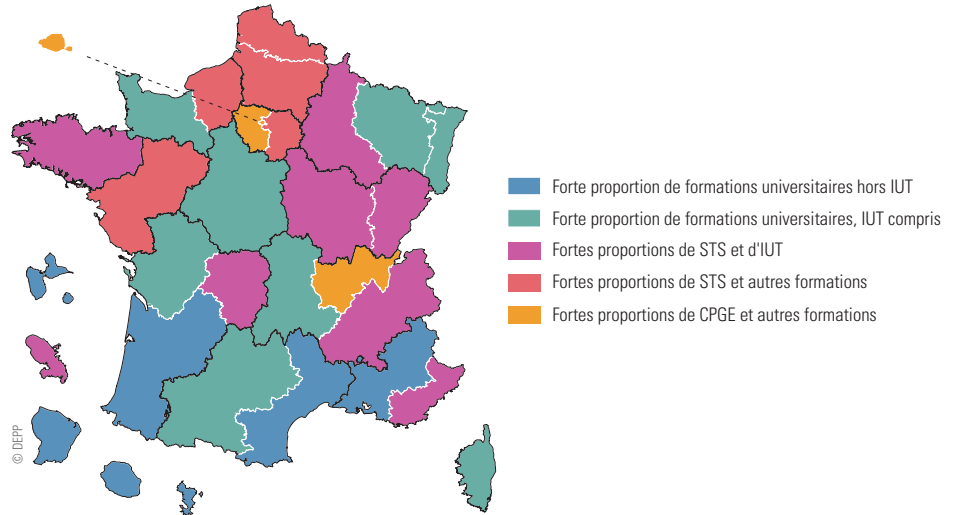 Forte proportion de formations universitaires hors IUT
Forte proportion de formations universitaires, IUT compris
Fortes proportions de STS et d'IUT
Fortes proportions de STS et autres formations
Fortes proportions de CPGE et autres formations
© DEPP